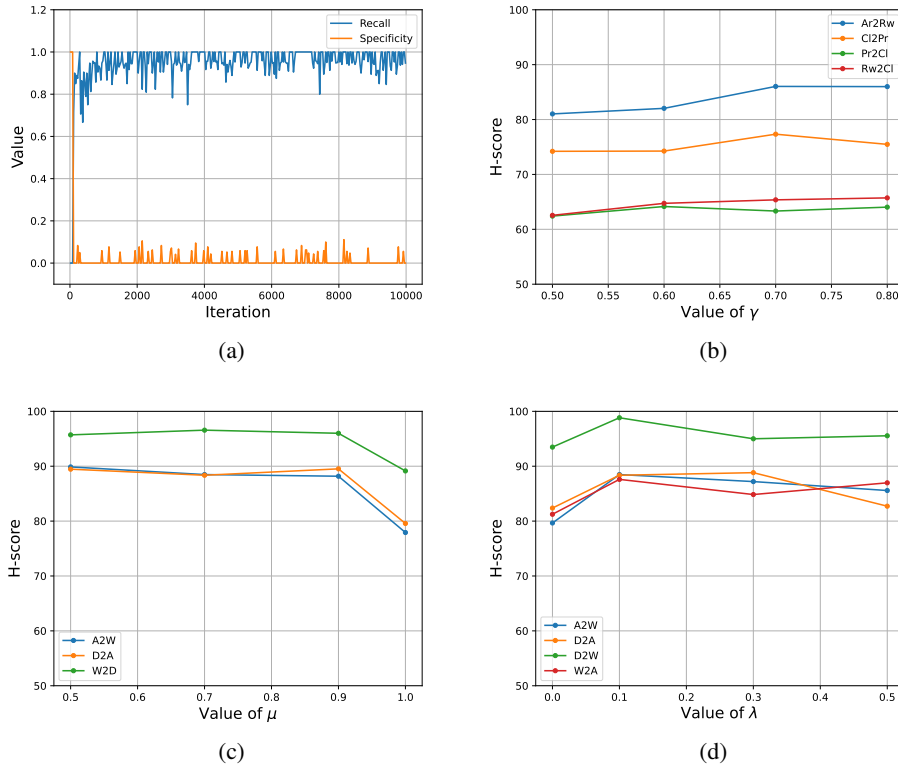 Recall
Specificity
1.2
1.0
0.8
0.6
0.4
0.2
0.0
Value
0 2000 4000 6000 8000 10000
Iteration
(a)
Ar2Rw
Cl2Pr
Pr2Cl
Rw2Cl
100
90
80
70
60
50
H-score
0.50 0.55 0.60 0.65 0.70 0.75 0.80
Value of γ
(b)
100
90
80
70
60
50
H-score
A2W
D2A
W2D
0.5 0.6 0.7 0.8 0.9 1.0
Value of μ
(c)
100
90
80
70
60
50
H-score
A2W
D2A
D2W
W2A
0.0 0.1 0.2 0.3 0.4 0.5
Value of λ
(d)